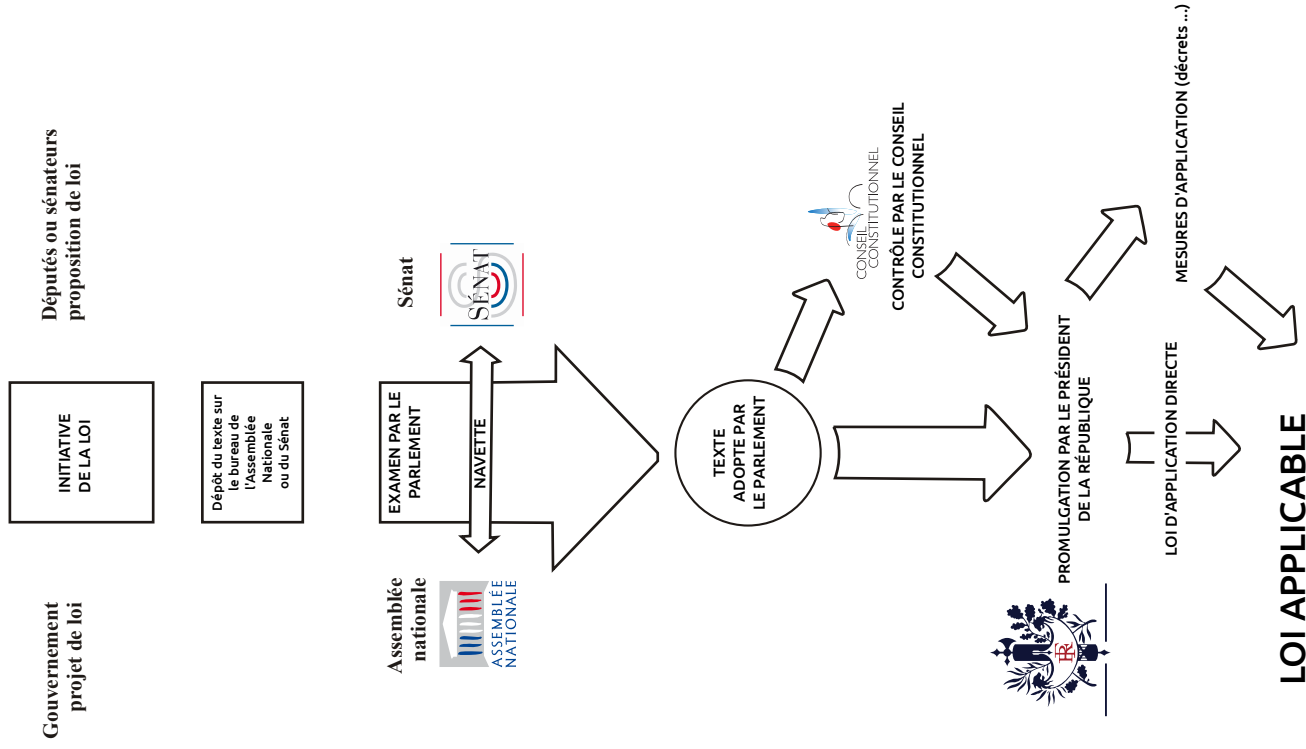 Gouvernement
projet de loi
INITIATIVE
DE LA LOI
Députés ou sénateurs
proposition de loi
Dépôt du texte sur
le bureau de
l'Assemblée
Nationale
ou du Sénat
Assemblée
nationale
ASSEMBLÉE
NATIONALE
EXAMEN PAR LE
PARLEMENT
NAVETTE
Sénat
SÉNAT
TEXTE
ADOPTE PAR
LE PARLEMENT
CONSEIL
CONSTITUTIONNEL
CONTRÔLE PAR LE CONSEIL
CONSTITUTIONNEL
RF
PROMULGATION PAR LE PRÉSIDENT
DE LA RÉPUBLIQUE
LOI D'APPLICATION DIRECTE
MESURES D'APPLICATION (décrets ...)
LOI APPLICABLE